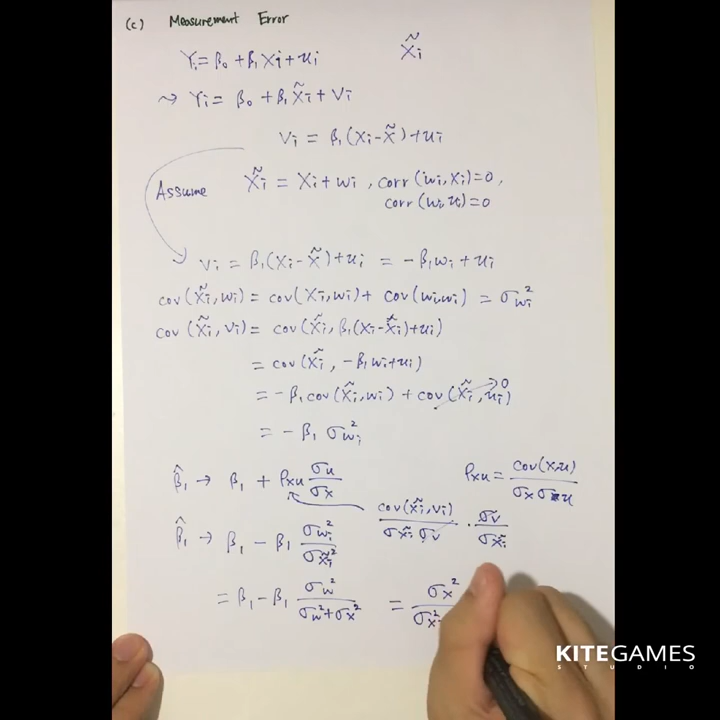 (c) Measurement Error
Yᵢ = β₀ + β₁Xᵢ + uᵢ X̃ᵢ
⇝ Yᵢ = β₀ + β₁X̃ᵢ + Vᵢ
Vᵢ = β₁(Xᵢ - X̃) + uᵢ
Assume X̃ᵢ = Xᵢ + wᵢ , corr(wᵢ, Xᵢ) = 0 ,
corr(wᵢ uᵢ) = 0
Vᵢ = β₁(Xᵢ - X̃) + uᵢ = -β₁wᵢ + uᵢ
cov(X̃ᵢ, wᵢ) = cov(Xᵢ, wᵢ) + cov(wᵢ wᵢ) = σwᵢ²
cov(X̃ᵢ, Vᵢ) = cov(X̃ᵢ, β₁(Xᵢ - X̃ᵢ) + uᵢ)
= cov(X̃ᵢ, -β₁wᵢ + uᵢ)
= -β₁cov(X̃ᵢ, wᵢ) + cov(X̃ᵢ, uᵢ) → 0
= -β₁ σwᵢ²
β̂₁ → β₁ + ρxu σu/σx ρxu = cov(x,u)/σx σu
β̂₁ → β₁ - β₁ σwᵢ²/σx̃ᵢ² cov(X̃ᵢ, Vᵢ)/σx̃ᵢ σv · σv/σx̃ᵢ
= β₁ - β₁ σw²/σw²+σx² = σx²/σx²
KITEGAMES
STUDIO